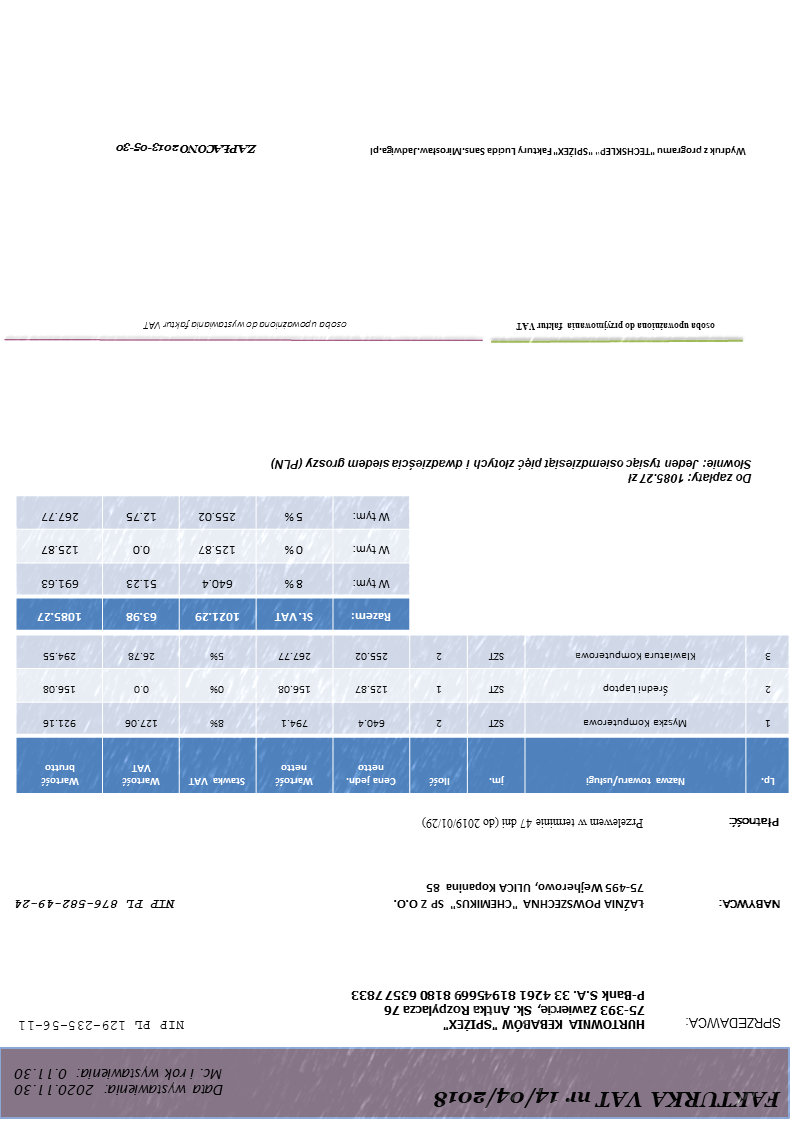 FAKTURKA VAT nr 14/04/2018
Data wystawienia: 2020.11.30
Mc. i rok wystawienia: 0.11.30
SPRZEDAWCA:
HURTOWNIA KEBABÓW "SPIŻEX"
75-393 Zawiercie, Sk. Antka Rozpylacza 76
P-Bank S.A. 33 4261 81945669 8180 6357 7833
NIP PL 129-235-56-11
NABYWCA:
ŁAŹNIA POWSZECHNA "CHEMIKUS" SP Z O.O.
75-495 Wejherowo, ULICA Kopanina 85
NIP PL 876-582-49-24
Płatność:
Przelewem w terminie 47 dni (do 2019/01/29)
Lp. Nazwa towaru/usługi jm. Ilość Cena jedn. netto Wartość netto Stawka VAT Wartość VAT Wartość brutto
1 Myszka Komputerowa SZT 2 640.4 794.1 8% 127.06 921.16
2 Średni Laptop SZT 1 125.87 156.08 0% 0.0 156.08
3 Klawiatura Komputerowa SZT 2 255.02 267.77 5% 26.78 294.55
Razem: St. VAT 1021.29 63.98 1085.27
W tym: 8 % 640.4 51.23 691.63
W tym: 0 % 125.87 0.0 125.87
W tym: 5 % 255.02 12.75 267.77
Do zapłaty: 1085.27 zł
Słownie: Jeden tysiąc osiemdziesiąt pięć złotych i dwadzieścia siedem groszy (PLN)
osoba upoważniona do przyjmowania faktur VAT
osoba upoważniona do wystawiania faktur VAT
Wydruk z programu "TECHSKLEP" "SPIŻEX" Faktury Lucida Sans.Mirosław.Jadwiga.pl
ZAPŁACONO 2013-05-30